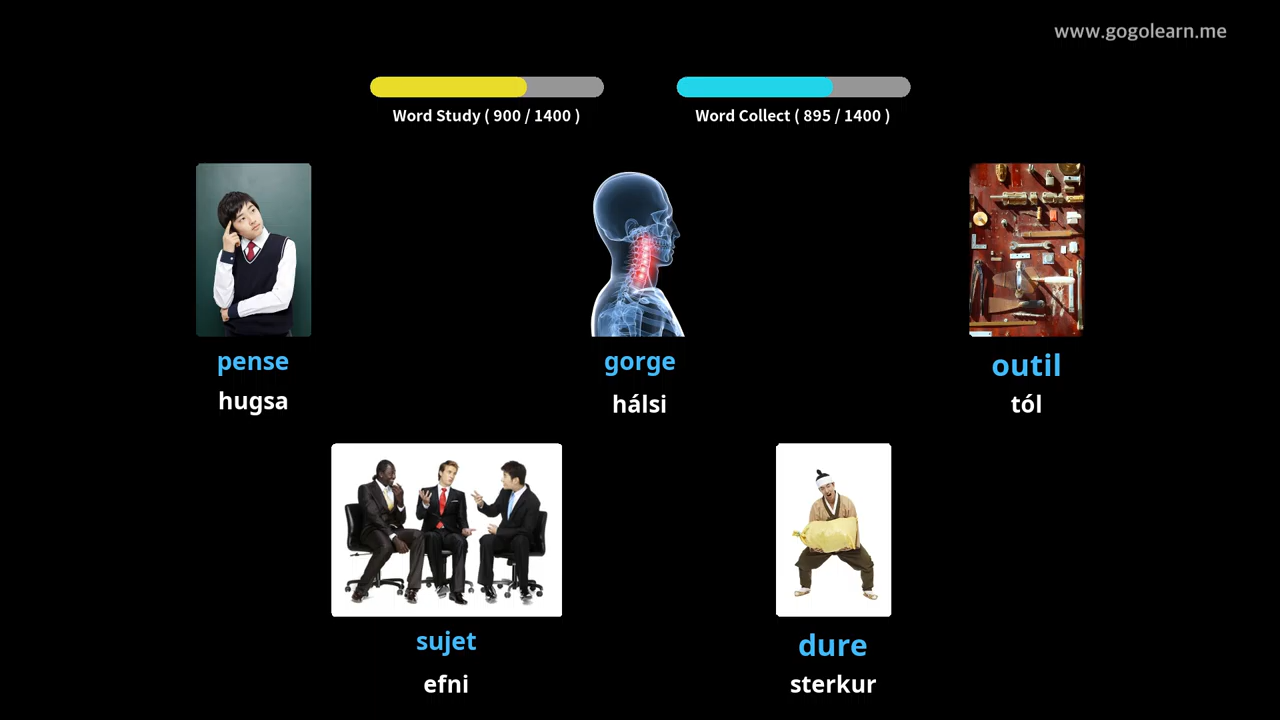 www.gogolearn.me
Word Study ( 900 / 1400 )
Word Collect ( 895 / 1400 )
pense
hugsa
gorge
hálsi
outil
tól
sujet
efni
dure
sterkur